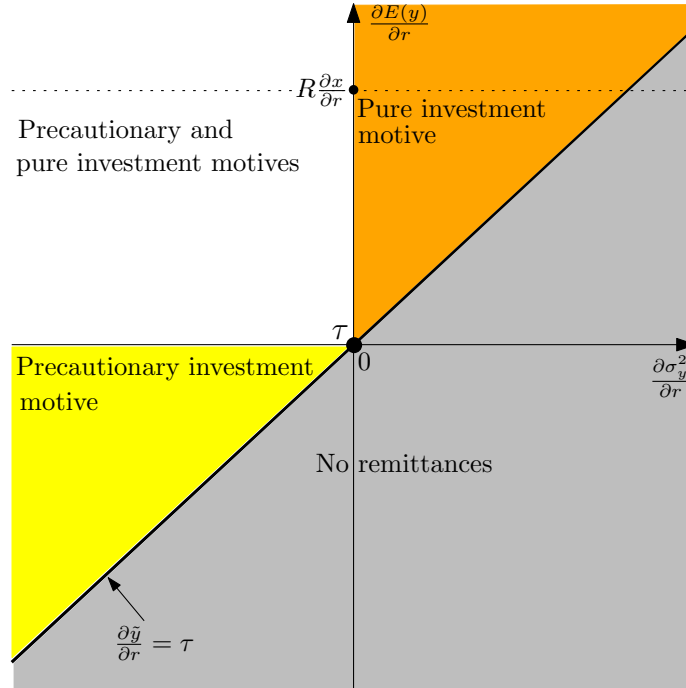 ∂E(y)/∂r
R ∂x/∂r
Pure investment
motive
Precautionary and
pure investment motives
τ
0
∂σ_y^2/∂r
Precautionary investment
motive
No remittances
∂ỹ/∂r = τ